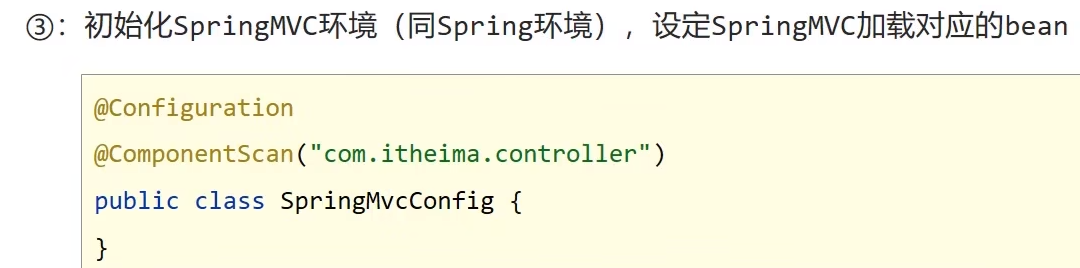 ③：初始化SpringMVC环境（同Spring环境），设定SpringMVC加载对应的bean
@Configuration
@ComponentScan("com.itheima.controller")
public class SpringMvcConfig {
}